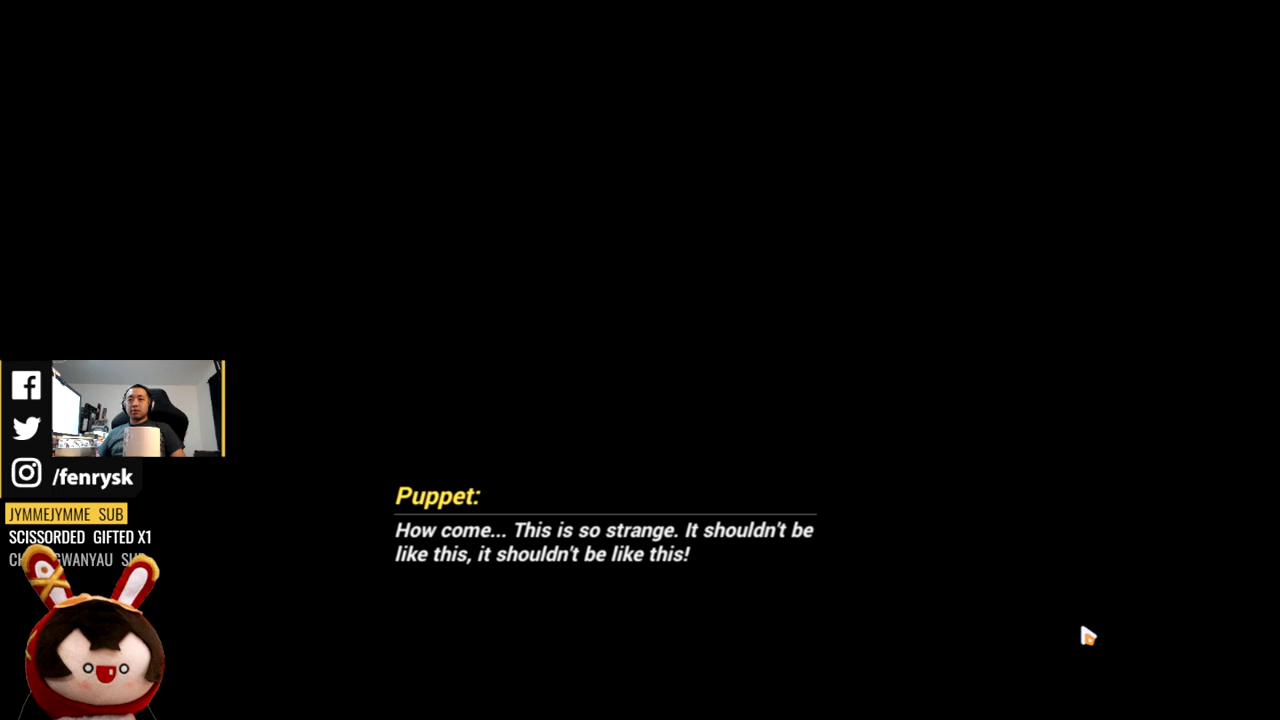 /fenrysk
JYMMEJYMME SUB
SCISSORDED GIFTED X1
Puppet:
How come... This is so strange. It shouldn't be
like this, it shouldn't be like this!